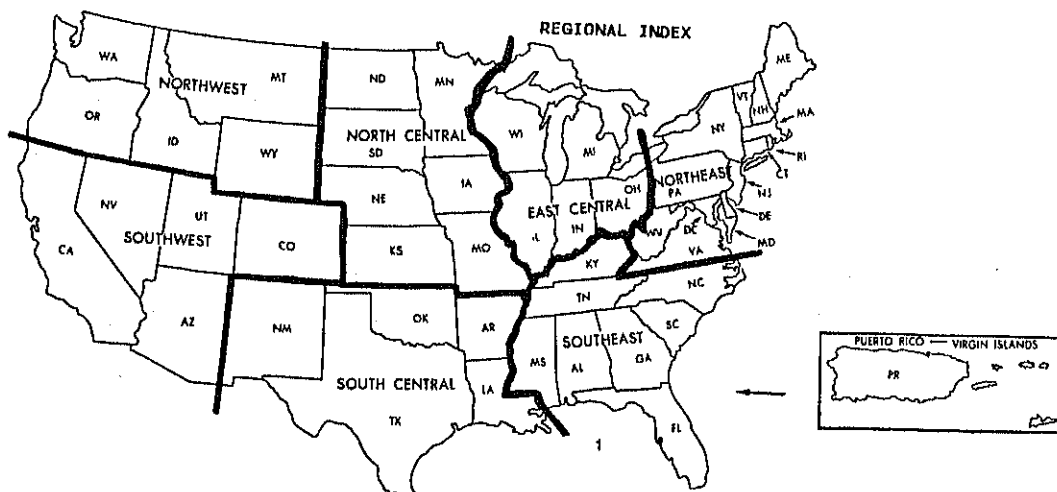 REGIONAL INDEX
WA
MT
ND
MN
ME
NORTHWEST
VT
NH
MA
OR
ID
WY
NORTH CENTRAL
SD
WI
MI
NY
RI
CT
IA
OH
NORTHEAST
PA
NJ
NE
EAST CENTRAL
DE
NV
UT
IL
IN
WV
DC
MD
SOUTHWEST
CO
KS
MO
KY
VA
CA
NC
TN
AZ
NM
OK
AR
SC
SOUTHEAST
MS
AL
GA
PUERTO RICO — VIRGIN ISLANDS
PR
SOUTH CENTRAL
LA
TX
FL
1